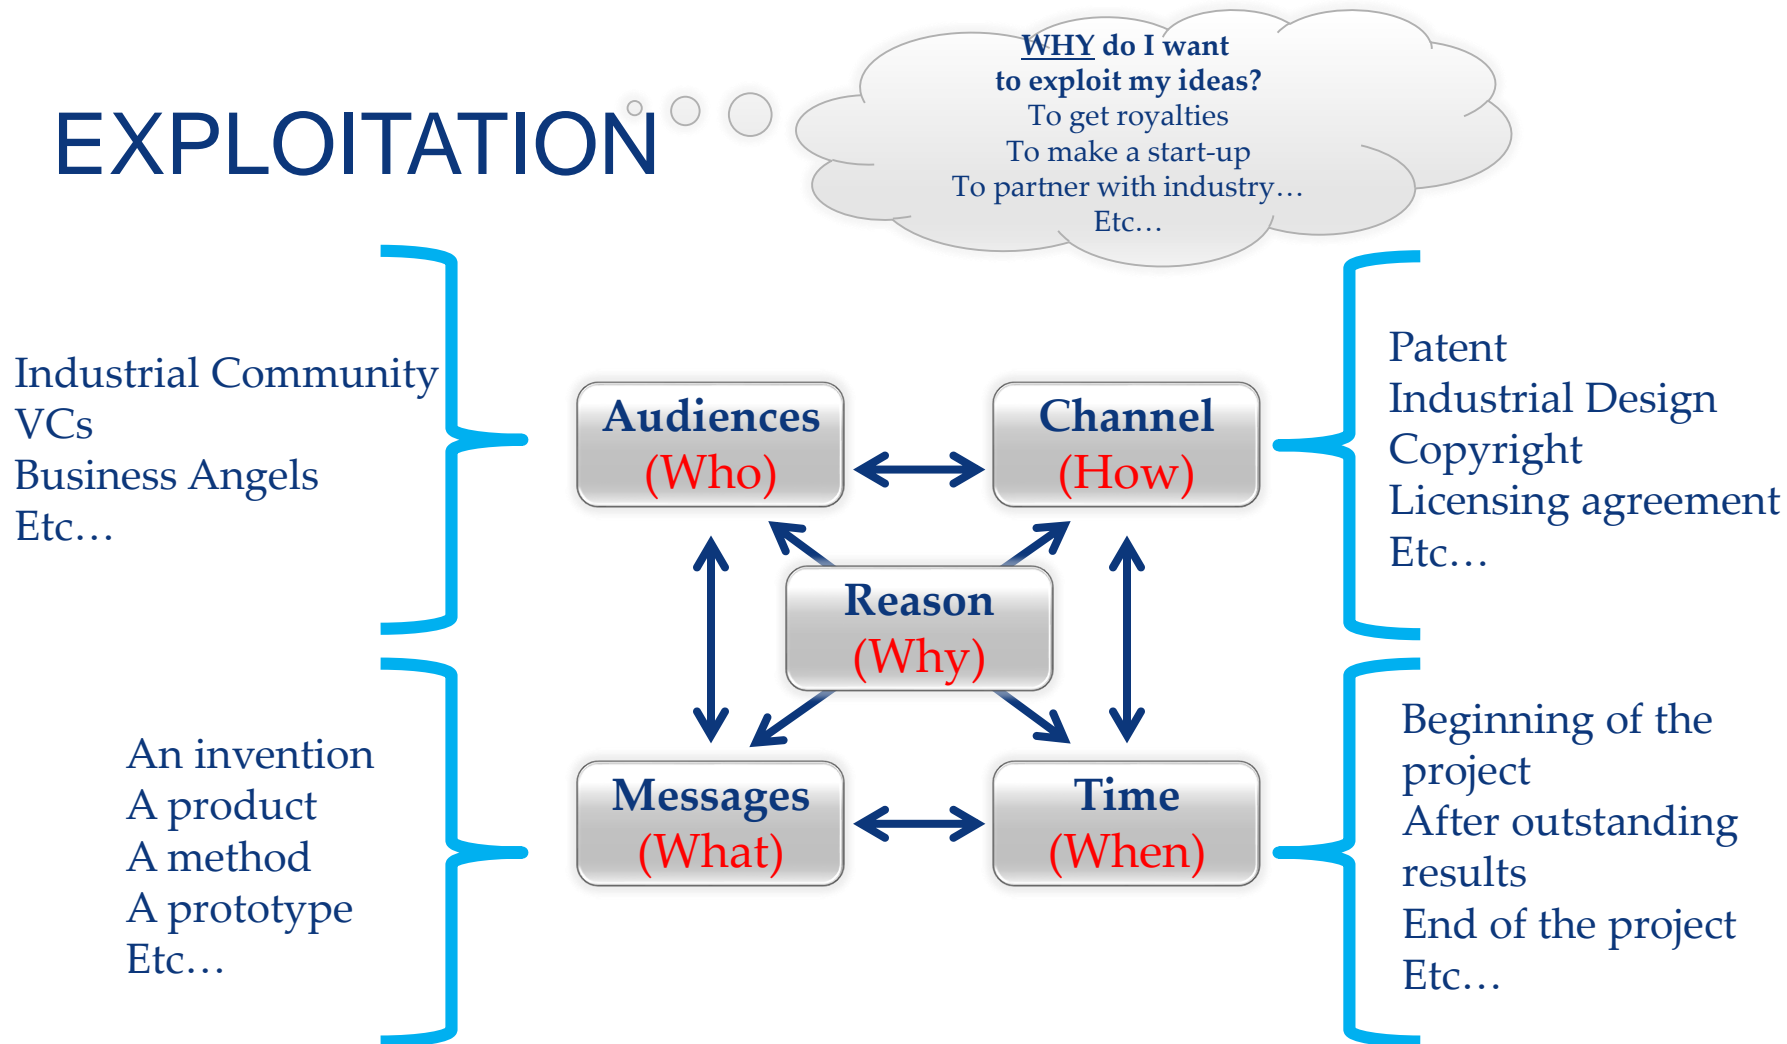 WHY do I want
to exploit my ideas?
To get royalties
To make a start-up
To partner with industry…
Etc…
EXPLOITATION
Industrial Community
VCs
Business Angels
Etc…
Audiences
(Who)
Channel
(How)
Patent
Industrial Design
Copyright
Licensing agreement
Etc…
Reason
(Why)
An invention
A product
A method
A prototype
Etc…
Messages
(What)
Time
(When)
Beginning of the
project
After outstanding
results
End of the project
Etc…